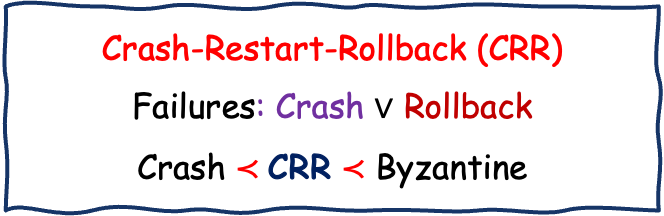 Crash-Restart-Rollback (CRR)
Failures: Crash ∨ Rollback
Crash ≺ CRR ≺ Byzantine